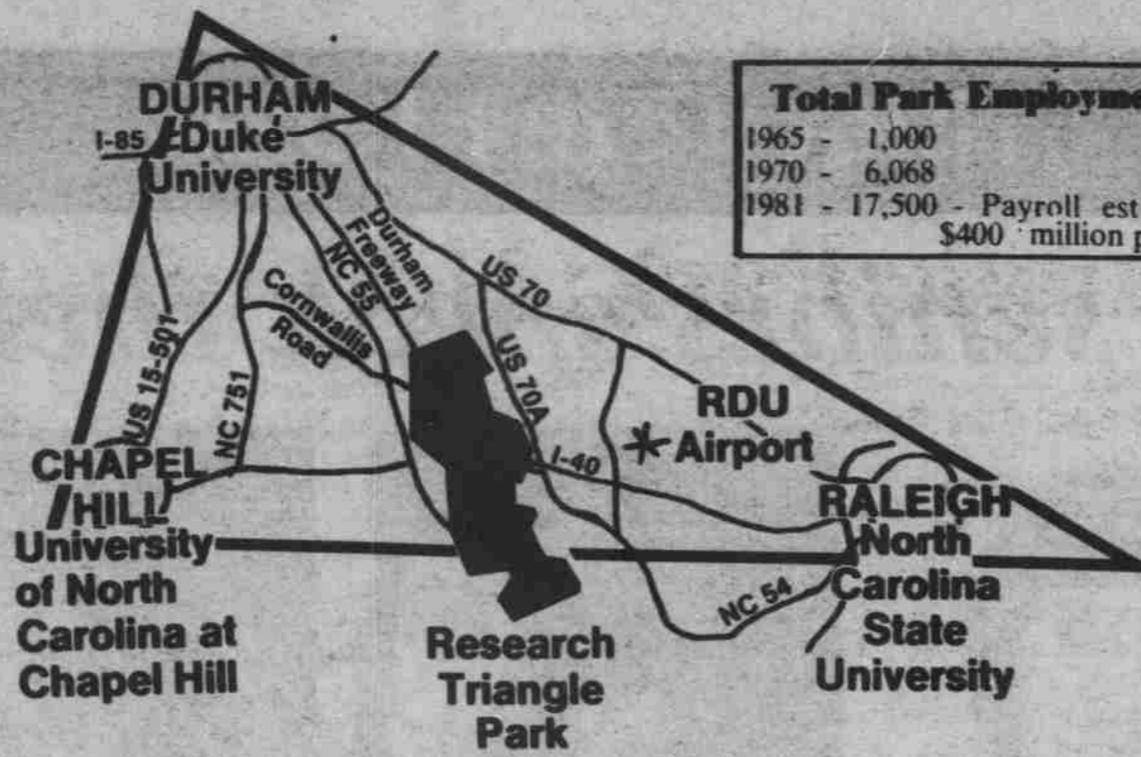 DURHAM
Duke
University
I-85
Total Park Employme
1965 - 1,000
1970 - 6,068
1981 - 17,500 - Payroll est
$400 million p
Durham
Freeway
NC 55
US 70
Cornwallis
Road
US 15-501
NC 751
US 70A
RDU
Airport
I-40
CHAPEL
HILL
University
of North
Carolina at
Chapel Hill
RALEIGH
North
Carolina
State
University
NC 54
Research
Triangle
Park